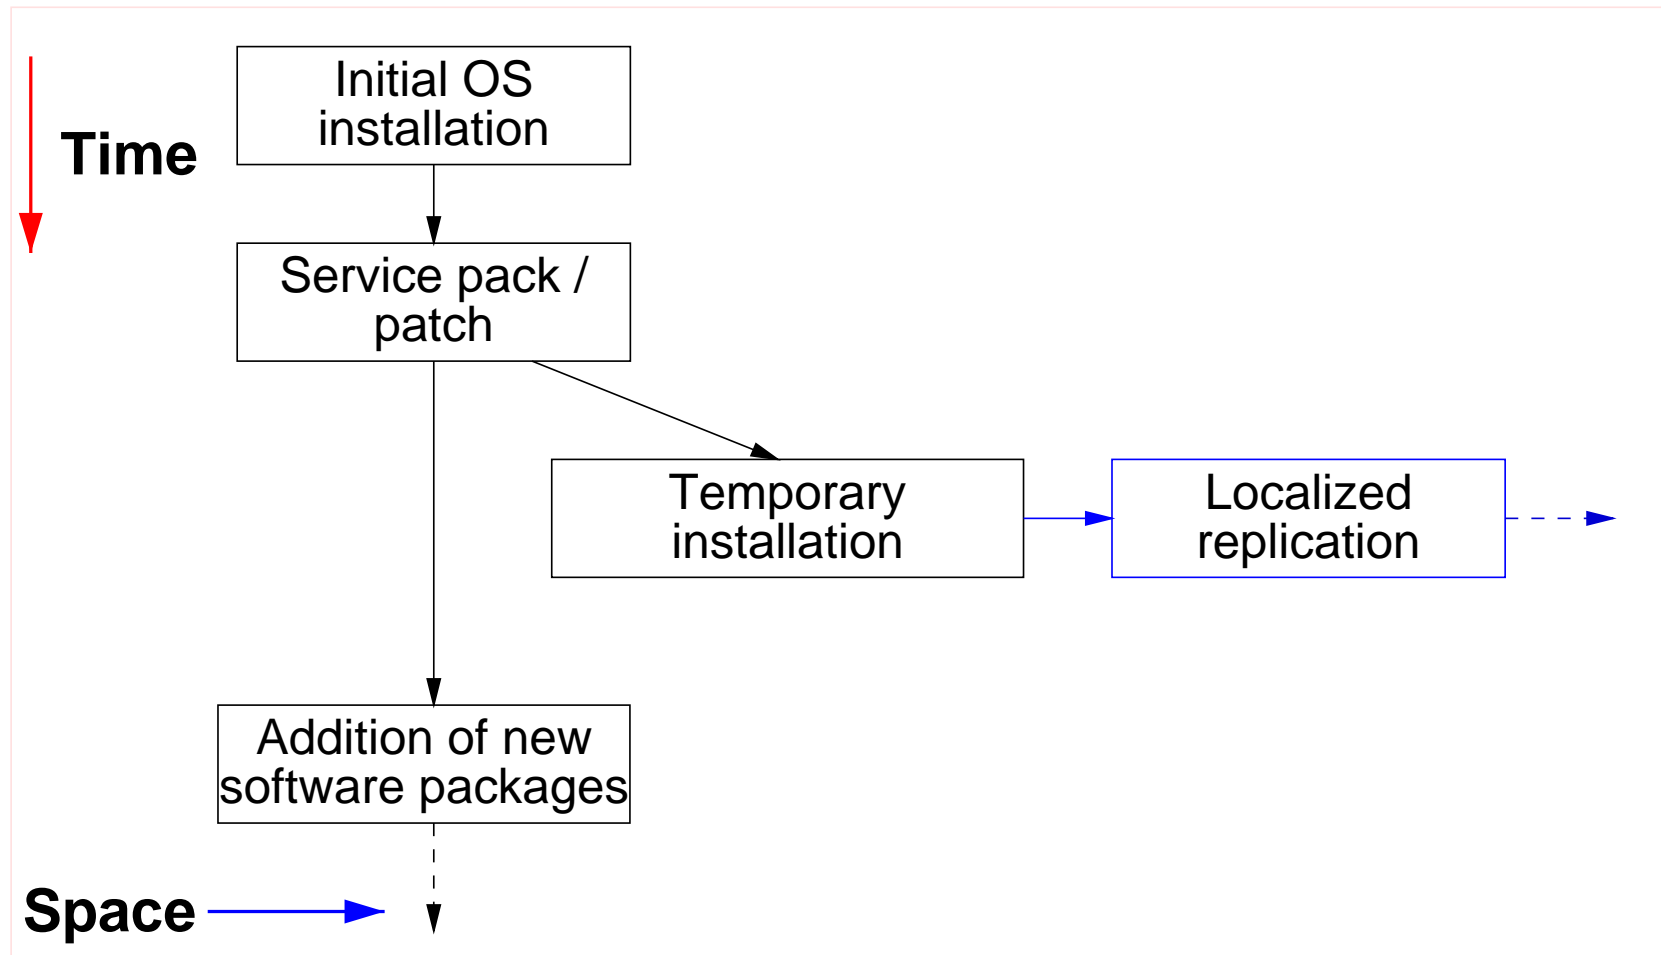 Initial OS
installation
Time
Service pack /
patch
Temporary
installation
Localized
replication
Addition of new
software packages
Space